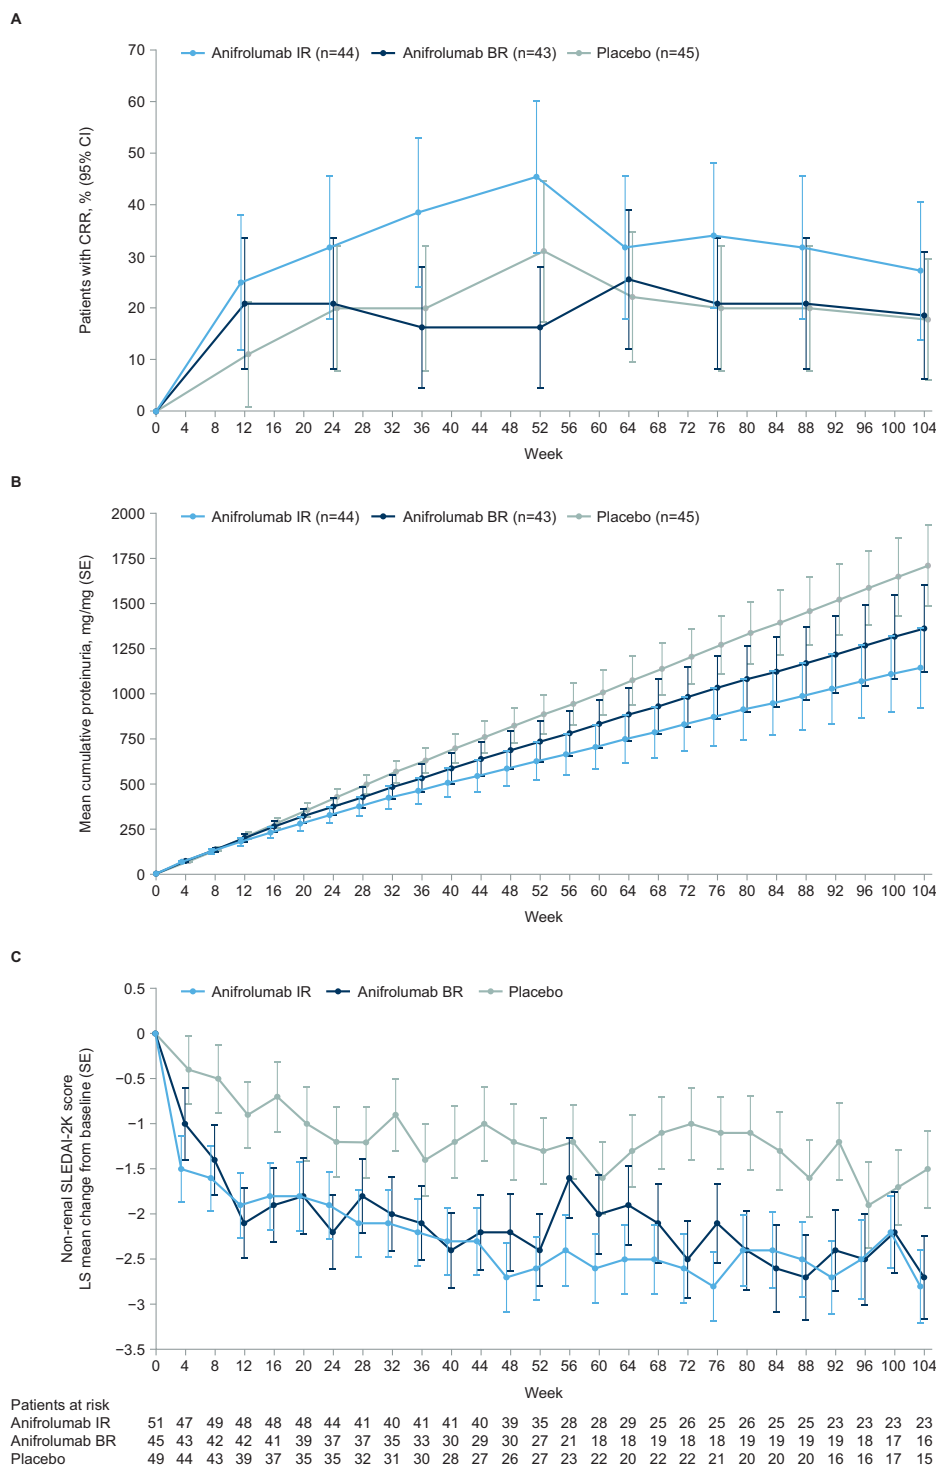 A
Anifrolumab IR (n=44) Anifrolumab BR (n=43) Placebo (n=45)
Patients with CRR, % (95% CI)
70
60
50
40
30
20
10
0
0 4 8 12 16 20 24 28 32 36 40 44 48 52 56 60 64 68 72 76 80 84 88 92 96 100 104
Week
B
Anifrolumab IR (n=44) Anifrolumab BR (n=43) Placebo (n=45)
Mean cumulative proteinuria, mg/mg (SE)
2000
1750
1500
1250
1000
750
500
250
0
0 4 8 12 16 20 24 28 32 36 40 44 48 52 56 60 64 68 72 76 80 84 88 92 96 100 104
Week
C
Anifrolumab IR Anifrolumab BR Placebo
Non-renal SLEDAI-2K score
LS mean change from baseline (SE)
0.5
0
−0.5
−1
−1.5
−2
−2.5
−3
−3.5
0 4 8 12 16 20 24 28 32 36 40 44 48 52 56 60 64 68 72 76 80 84 88 92 96 100 104
Week
Patients at risk
Anifrolumab IR 51 47 49 48 48 48 44 41 40 41 41 40 39 35 28 28 29 25 26 25 26 25 25 23 23 23 23
Anifrolumab BR 45 43 42 42 41 39 37 37 35 33 30 29 30 27 21 18 18 19 18 18 19 19 19 19 18 17 16
Placebo 49 44 43 39 37 35 35 32 31 30 28 27 26 27 23 22 20 22 22 21 20 20 20 16 16 17 15